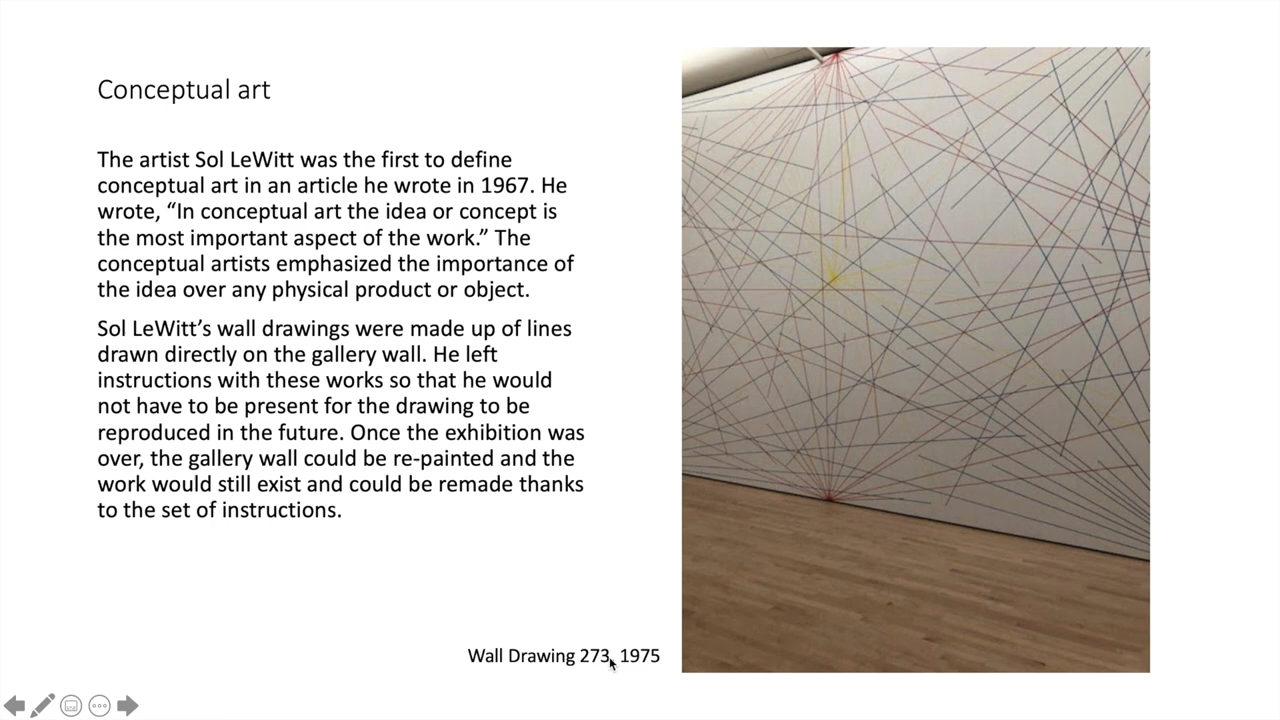 Conceptual art
The artist Sol LeWitt was the first to define
conceptual art in an article he wrote in 1967. He
wrote, “In conceptual art the idea or concept is
the most important aspect of the work.” The
conceptual artists emphasized the importance of
the idea over any physical product or object.
Sol LeWitt’s wall drawings were made up of lines
drawn directly on the gallery wall. He left
instructions with these works so that he would
not have to be present for the drawing to be
reproduced in the future. Once the exhibition was
over, the gallery wall could be re-painted and the
work would still exist and could be remade thanks
to the set of instructions.
Wall Drawing 273, 1975